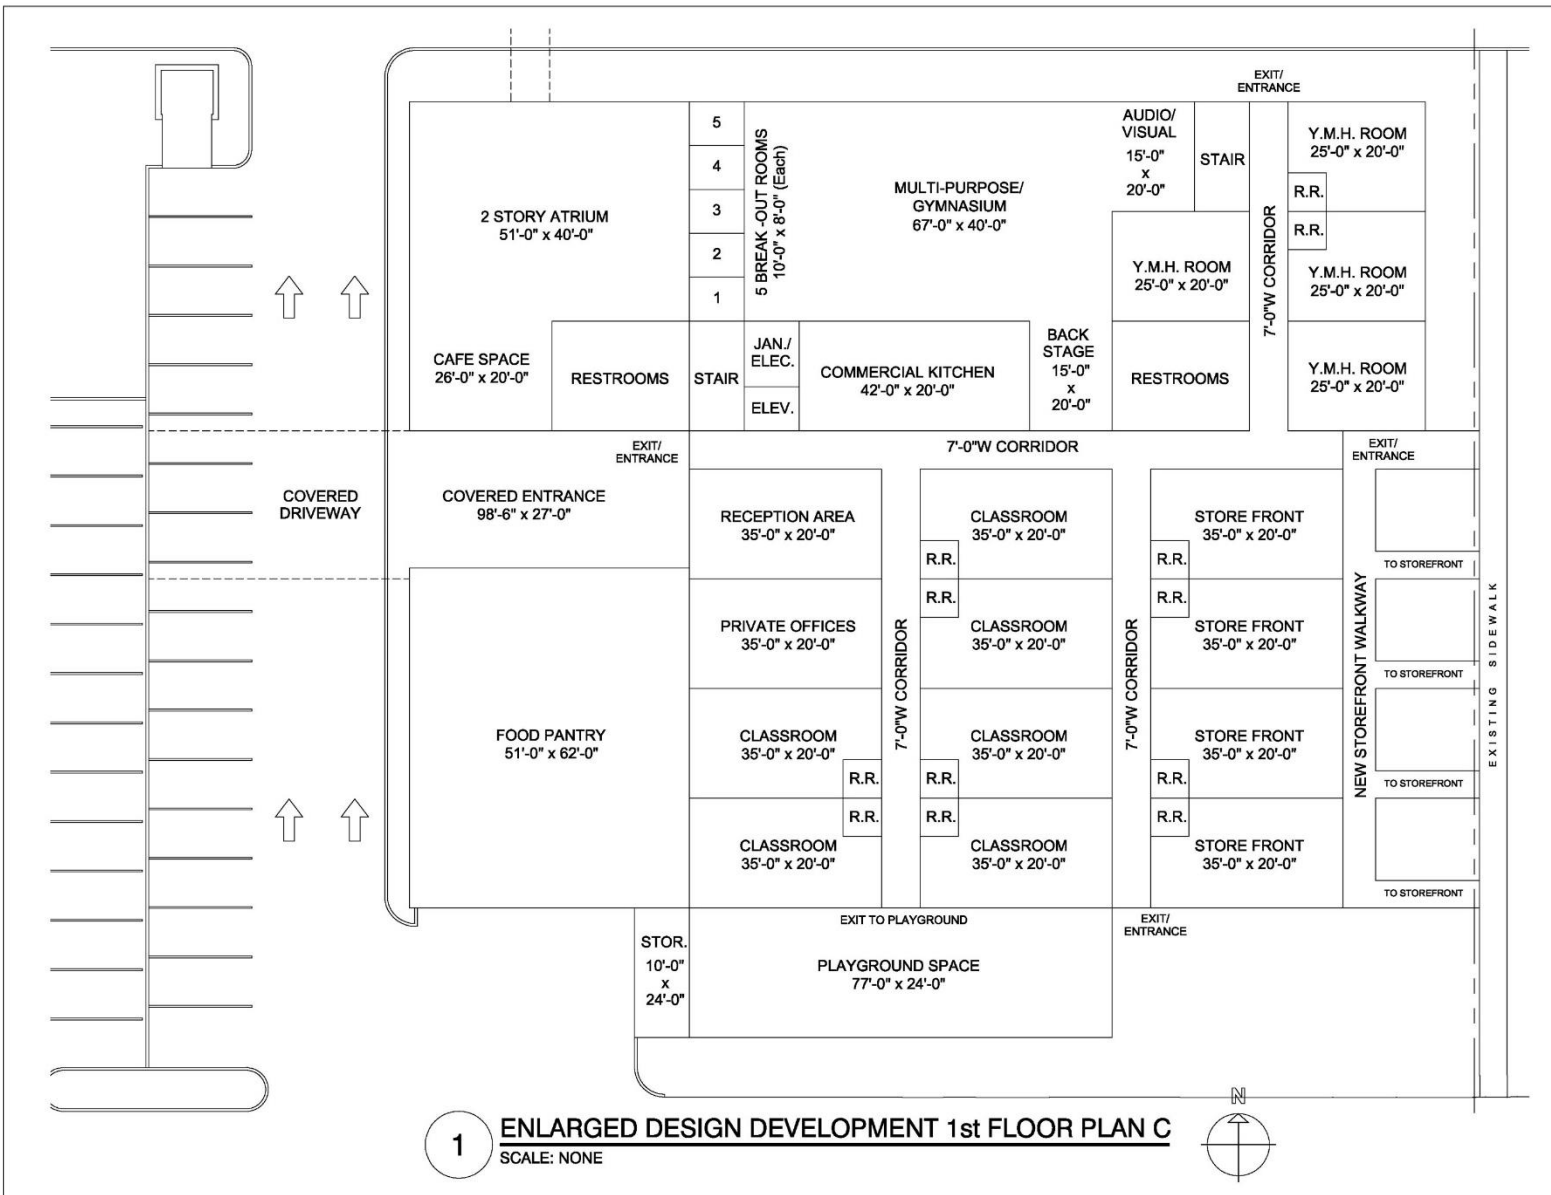 EXIT/
ENTRANCE
5
4
3
2
1
5 BREAK -OUT ROOMS
10'-0" x 8'-0" (Each)
AUDIO/
VISUAL
15'-0"
x
20'-0"
STAIR
Y.M.H. ROOM
25'-0" x 20'-0"
R.R.
R.R.
2 STORY ATRIUM
51'-0" x 40'-0"
MULTI-PURPOSE/
GYMNASIUM
67'-0" x 40'-0"
Y.M.H. ROOM
25'-0" x 20'-0"
7'-0"W CORRIDOR
Y.M.H. ROOM
25'-0" x 20'-0"
CAFE SPACE
26'-0" x 20'-0"
RESTROOMS
STAIR
JAN./
ELEC.
ELEV.
COMMERCIAL KITCHEN
42'-0" x 20'-0"
BACK
STAGE
15'-0"
x
20'-0"
RESTROOMS
Y.M.H. ROOM
25'-0" x 20'-0"
EXIT/
ENTRANCE
7'-0"W CORRIDOR
EXIT/
ENTRANCE
COVERED
DRIVEWAY
COVERED ENTRANCE
98'-6" x 27'-0"
RECEPTION AREA
35'-0" x 20'-0"
CLASSROOM
35'-0" x 20'-0"
R.R.
STORE FRONT
35'-0" x 20'-0"
R.R.
TO STOREFRONT
PRIVATE OFFICES
35'-0" x 20'-0"
7'-0"W CORRIDOR
R.R.
CLASSROOM
35'-0" x 20'-0"
7'-0"W CORRIDOR
R.R.
STORE FRONT
35'-0" x 20'-0"
NEW STOREFRONT WALKWAY
TO STOREFRONT
EXISTING SIDEWALK
FOOD PANTRY
51'-0" x 62'-0"
CLASSROOM
35'-0" x 20'-0"
R.R.
CLASSROOM
35'-0" x 20'-0"
R.R.
STORE FRONT
35'-0" x 20'-0"
R.R.
TO STOREFRONT
R.R.
CLASSROOM
35'-0" x 20'-0"
R.R.
CLASSROOM
35'-0" x 20'-0"
R.R.
STORE FRONT
35'-0" x 20'-0"
TO STOREFRONT
EXIT TO PLAYGROUND
EXIT/
ENTRANCE
STOR.
10'-0"
x
24'-0"
PLAYGROUND SPACE
77'-0" x 24'-0"
N
1
ENLARGED DESIGN DEVELOPMENT 1st FLOOR PLAN C
SCALE: NONE